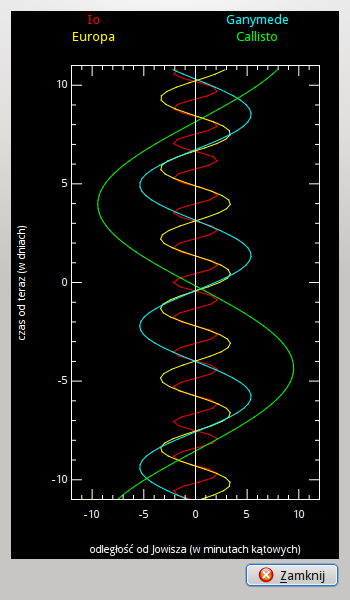 Io Ganymede
Europa Callisto
10
5
0
-5
-10
czas od teraz (w dniach)
-10 -5 0 5 10
odległość od Jowisza (w minutach kątowych)
Zamknij